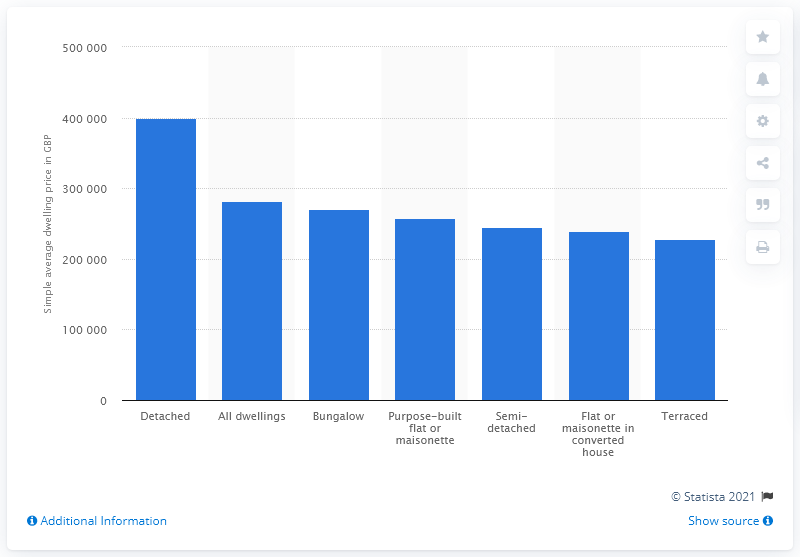 Simple average dwelling price in GBP
500 000
400 000
300 000
200 000
100 000
0
Detached
All dwellings
Bungalow
Purpose-built
flat or
maisonette
Semi-
detached
Flat or
maisonette in
converted
house
Terraced
© Statista 2021
Additional Information
Show source